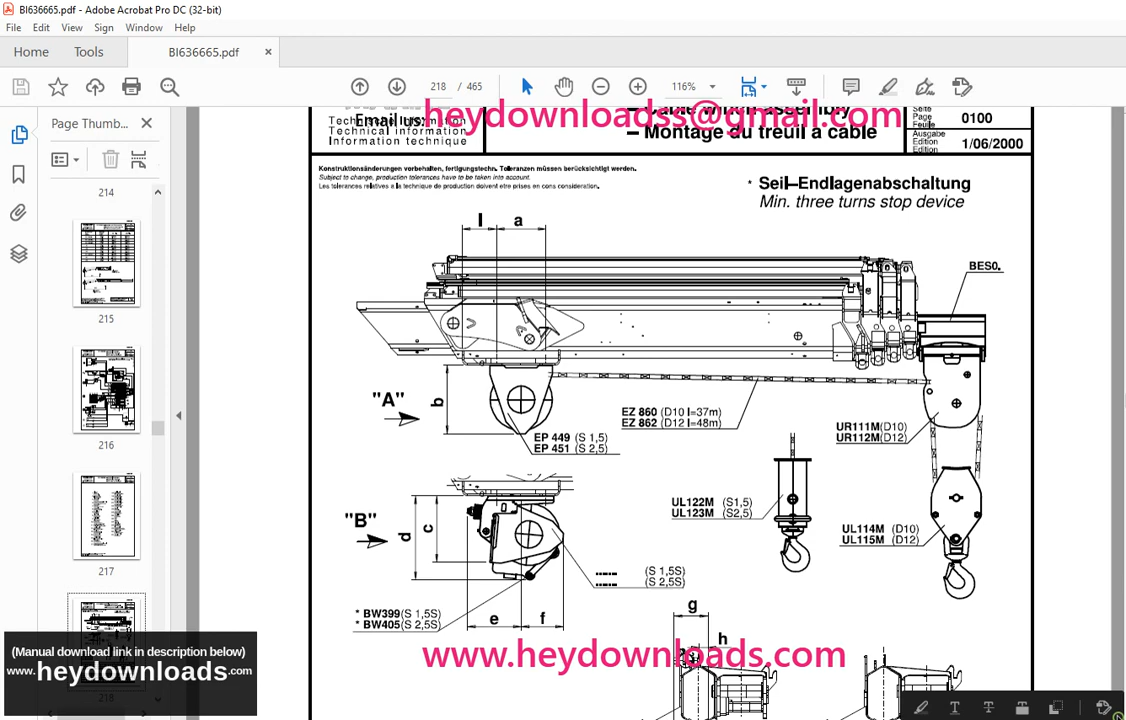 BI636665.pdf - Adobe Acrobat Pro DC (32-bit)
File Edit View Sign Window Help
Home Tools BI636665.pdf ×
218 / 465 116%
Page Thumb...
214
215
216
217
218
heydownloadss@gmail.com
Email us:
Technical information
Information technique
– Cable winch assembly
– Montage du treuil à cable
Seite
Page
Feuille
0100
Ausgabe
Edition
Edition
1/06/2000
Konstruktionsänderungen vorbehalten, fertigungstechn. Toleranzen müssen berücksichtigt werden.
Subject to change, production tolerances have to be taken into account.
Les tolerances relatives a la technique de production doivent etre prises en cons consideration.
* Seil–Endlagenabschaltung
Min. three turns stop device
l a
BES0.
"A"
b
EZ 860 (D10 l=37m)
EZ 862 (D12 l=48m)
EP 449 (S 1,5)
EP 451 (S 2,5)
UR111M(D10)
UR112M(D12)
"B"
d
c
UL122M (S1,5)
UL123M (S2,5)
UL114M (D10)
UL115M (D12)
(S 1,5S)
(S 2,5S)
* BW399(S 1,5S)
* BW405(S 2,5S)
e f
g
h
www.heydownloads.com
(Manual download link in description below)
www.heydownloads.com